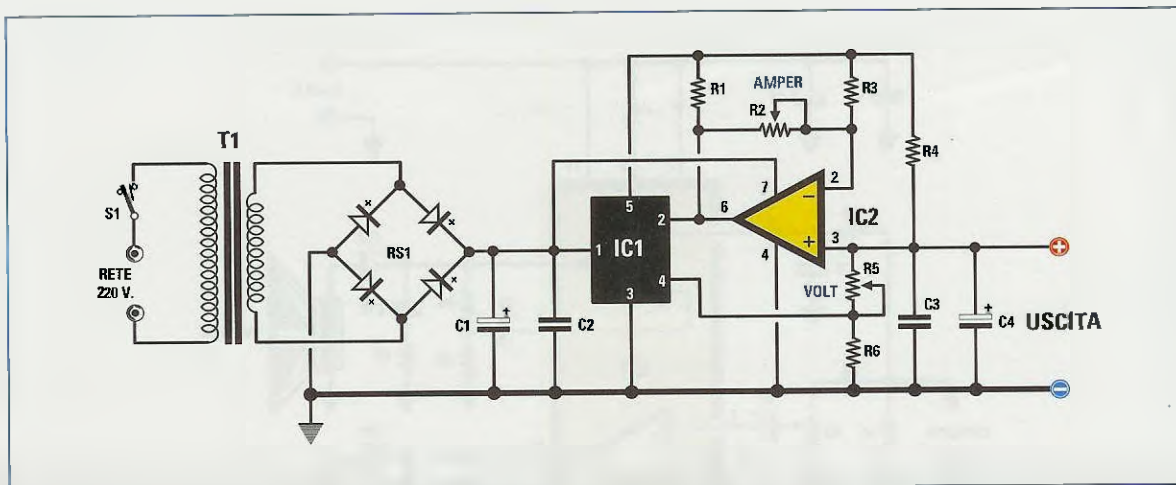 T1
S1
RETE
220 V.
RS1
C1
+
C2
1
5
IC1
2
4
3
R1
AMPER
R2
R3
R4
7
2
6
−
IC2
+
3
4
R5
VOLT
R6
C3
+
C4
+
USCITA
−